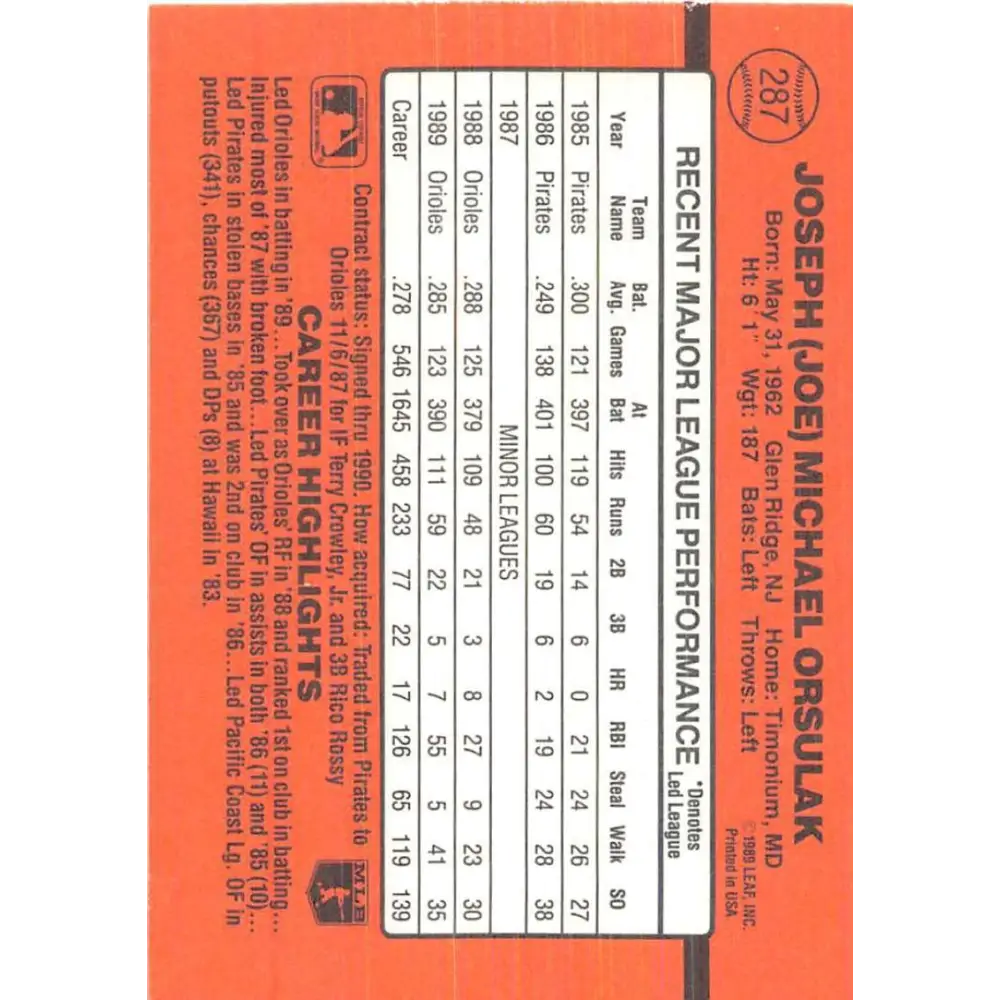 287
JOSEPH (JOE) MICHAEL ORSULAK
Born: May 31, 1962 Glen Ridge, NJ Home: Timonium, MD
Ht: 6'1" Wgt: 187 Bats: Left Throws: Left
© 1989 LEAF, INC.
Printed in USA
RECENT MAJOR LEAGUE PERFORMANCE *Denotes
Led League
Year Team Name Bat. Avg. Games At Bat Hits Runs 2B 3B HR RBI Steal Walk SO
1985 Pirates .300 121 397 119 54 14 6 0 21 24 26 27
1986 Pirates .249 138 401 100 60 19 6 2 19 24 28 38
1987 MINOR LEAGUES
1988 Orioles .288 125 379 109 48 21 3 8 27 9 23 30
1989 Orioles .285 123 390 111 59 22 5 7 55 5 41 35
Career .278 546 1645 458 233 77 22 17 126 65 119 139
Contract status: Signed thru 1990. How acquired: Traded from Pirates to
Orioles 11/6/87 for IF Terry Crowley, Jr. and 3B Rico Rossy
MLB
CAREER HIGHLIGHTS
Led Orioles in batting in '89...Took over as Orioles' RF in '88 and ranked 1st on club in batting...
Injured most of '87 with broken foot...Led Pirates' OF in assists in both '86 (11) and '85 (10)...
Led Pirates in stolen bases in '85 and was 2nd on club in '86...Led Pacific Coast Lg. OF in
putouts (341), chances (367) and DPs (8) at Hawaii in '83.